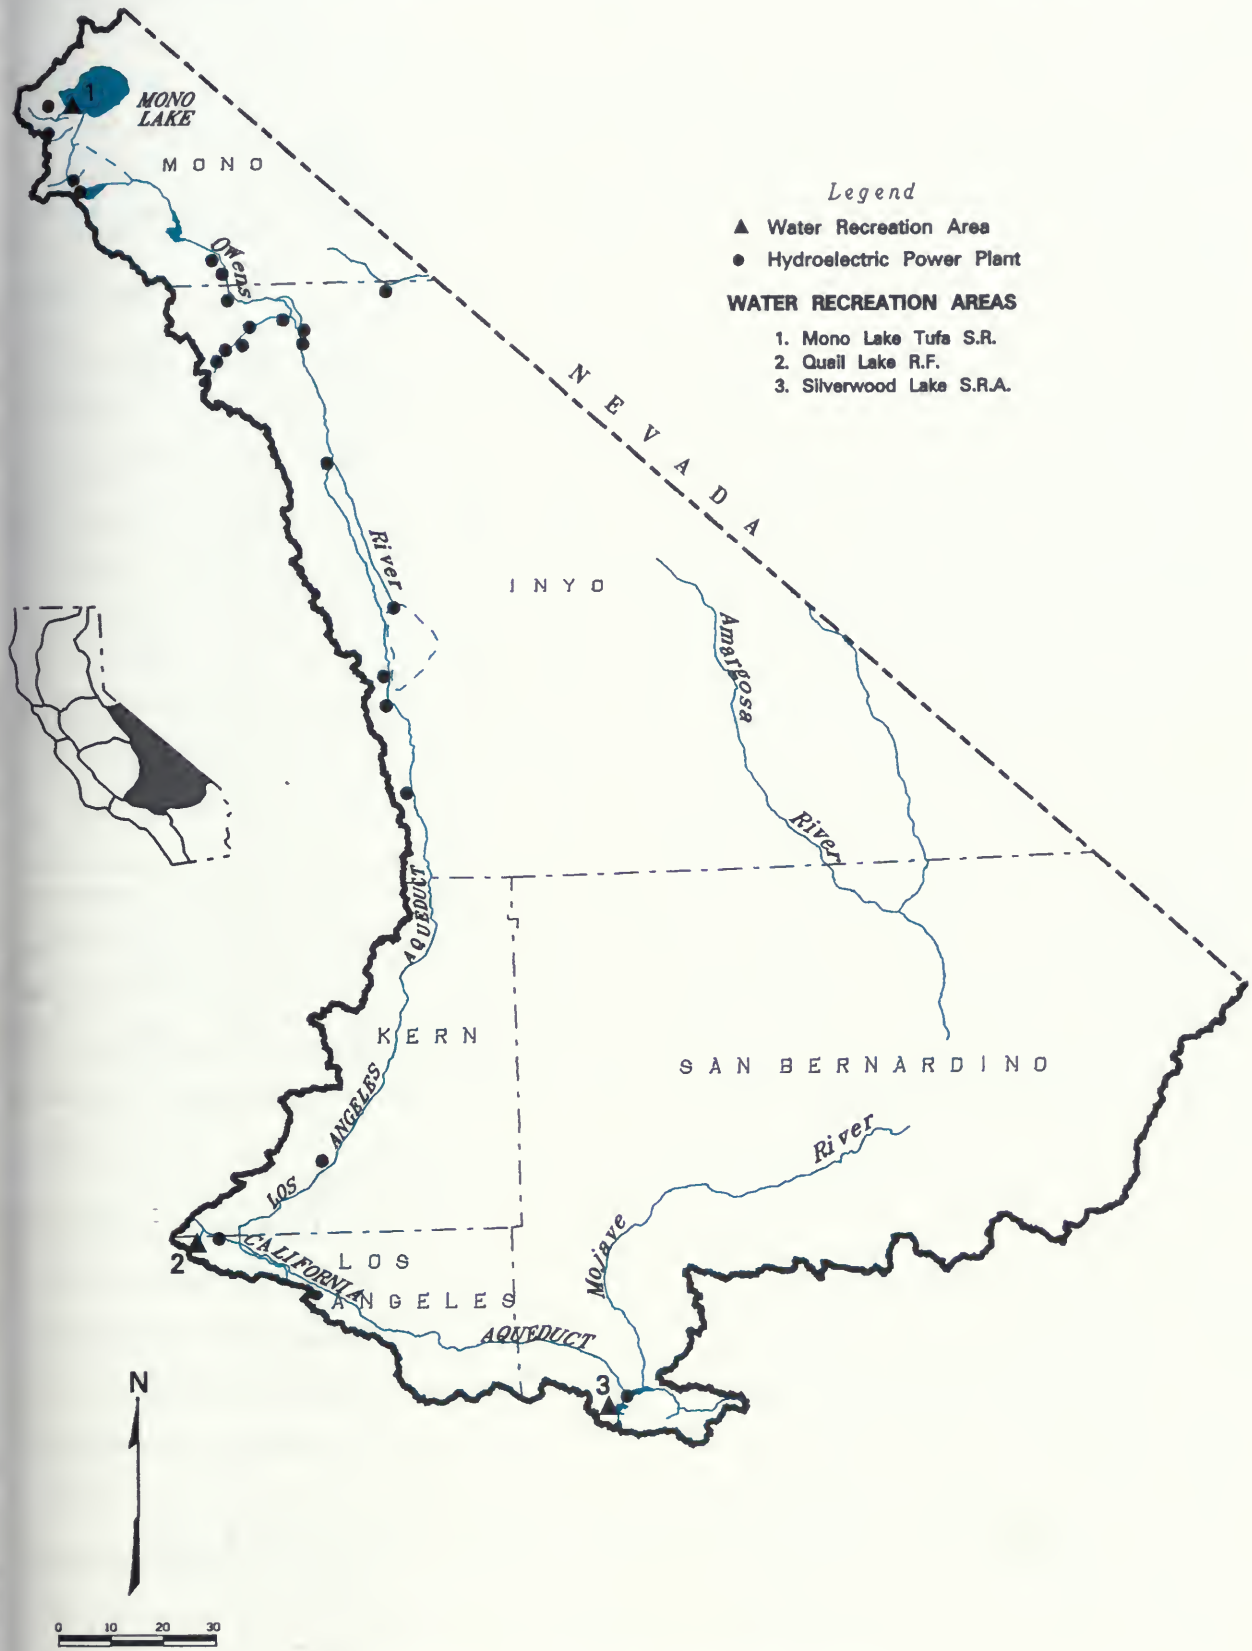 1
MONO
LAKE
MONO
Legend
Water Recreation Area
Hydroelectric Power Plant
WATER RECREATION AREAS
1. Mono Lake Tufa S.R.
2. Quail Lake R.F.
3. Silverwood Lake S.R.A.
Owens
NEVADA
River
INYO
Amargosa
River
AQUEDUCT
KERN
SAN BERNARDINO
ANGELES
River
LOS
Mojave
2
CALIFORNIA
LOS
ANGELES
AQUEDUCT
3
N
0 10 20 30